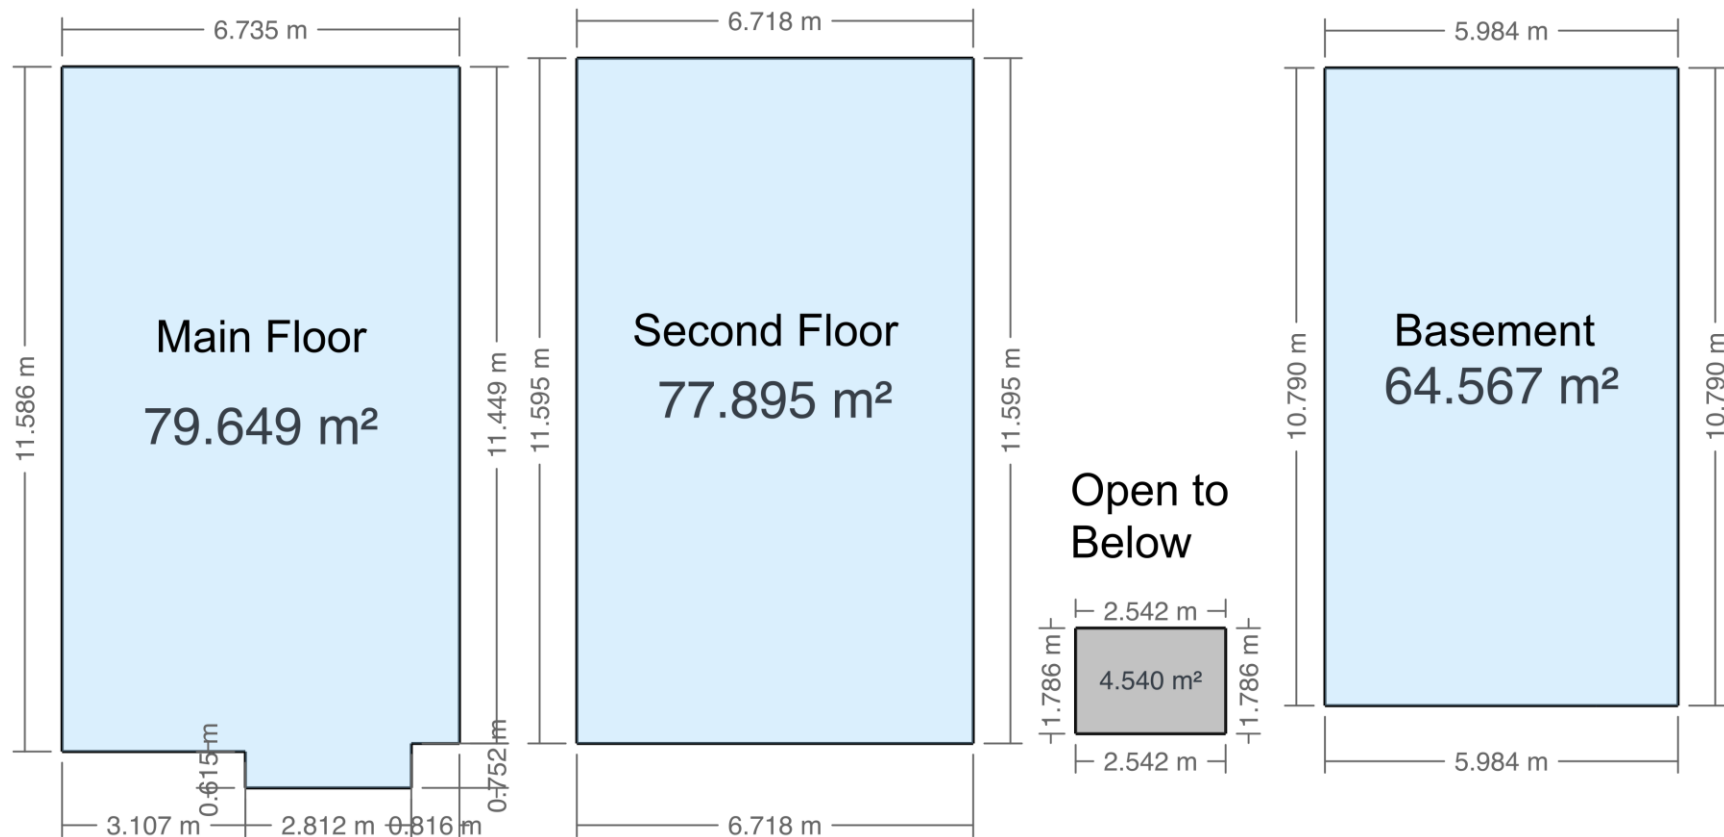 6.735 m
11.586 m
Main Floor
79.649 m²
11.449 m
0.615 m
0.752 m
3.107 m
2.812 m
0.816 m
6.718 m
11.595 m
Second Floor
77.895 m²
11.595 m
6.718 m
Open to
Below
2.542 m
1.786 m
4.540 m²
1.786 m
2.542 m
5.984 m
10.790 m
Basement
64.567 m²
10.790 m
5.984 m